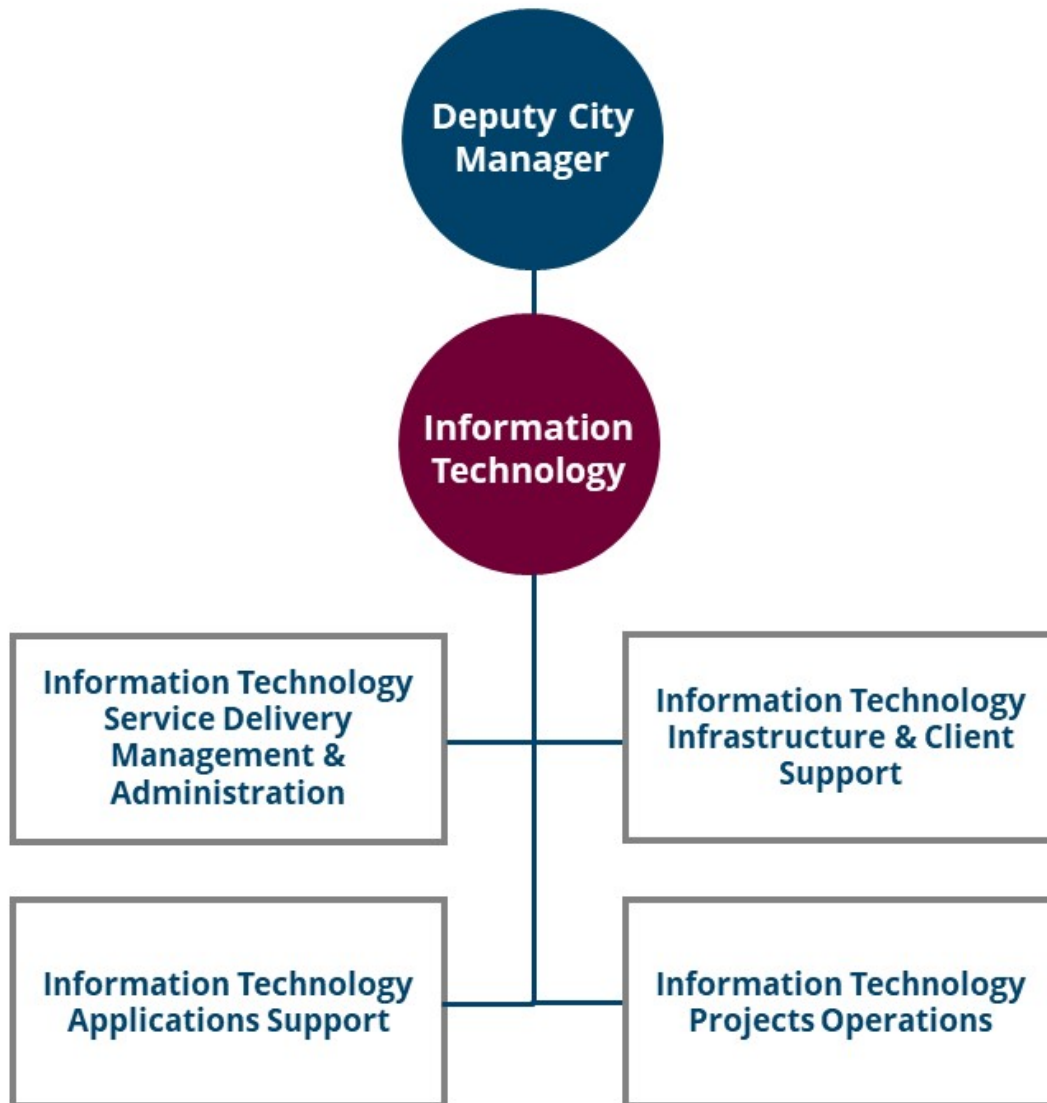 Deputy City
Manager
Information
Technology
Information Technology
Service Delivery
Management &
Administration
Information Technology
Infrastructure & Client
Support
Information Technology
Applications Support
Information Technology
Projects Operations